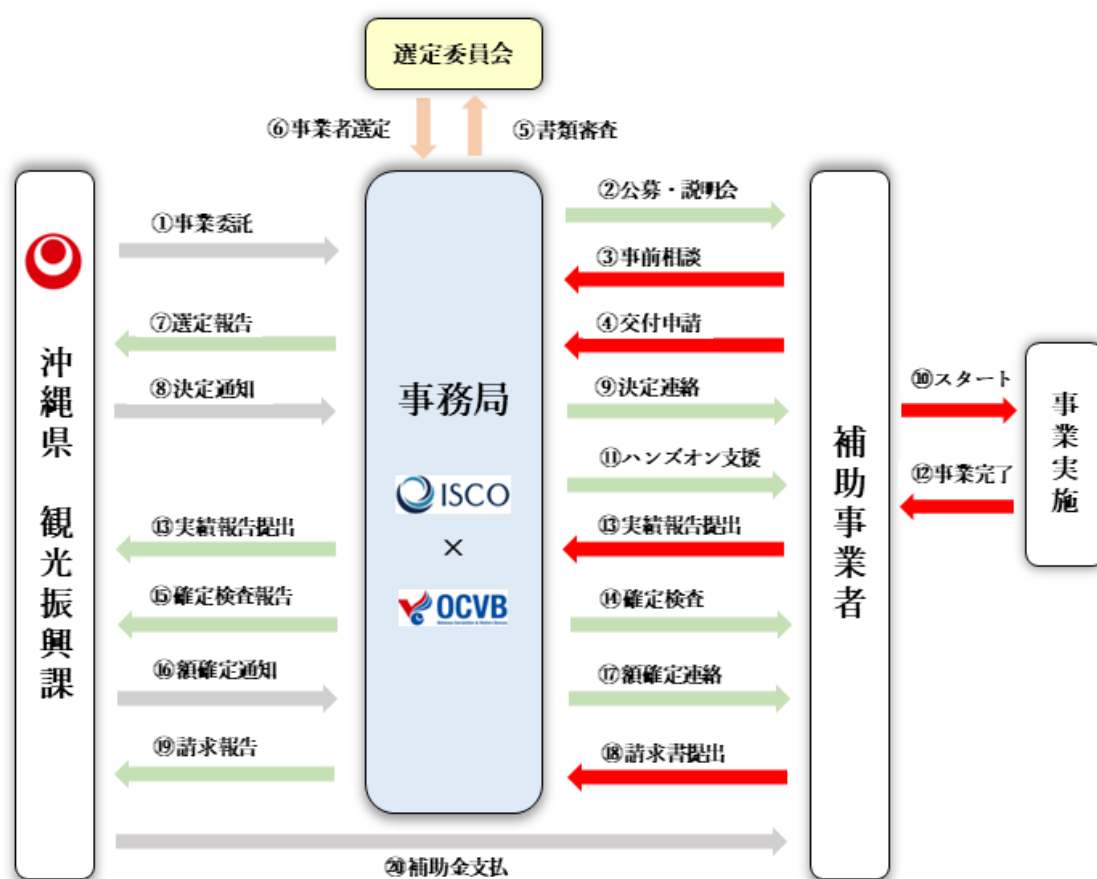 選定委員会
⑥事業者選定
⑤書類審査
②公募・説明会
①事業委託
③事前相談
⑦選定報告
④交付申請
⑧決定通知
⑨決定連絡
⑩スタート
⑪ハンズオン支援
⑫事業完了
⑬実績報告提出
⑬実績報告提出
⑮確定検査報告
⑭確定検査
⑯額確定通知
⑰額確定連絡
⑲請求報告
⑱請求書提出
⑳補助金支払
沖縄県 観光振興課
事務局
ISCO
×
OCVB
補助事業者
事業実施